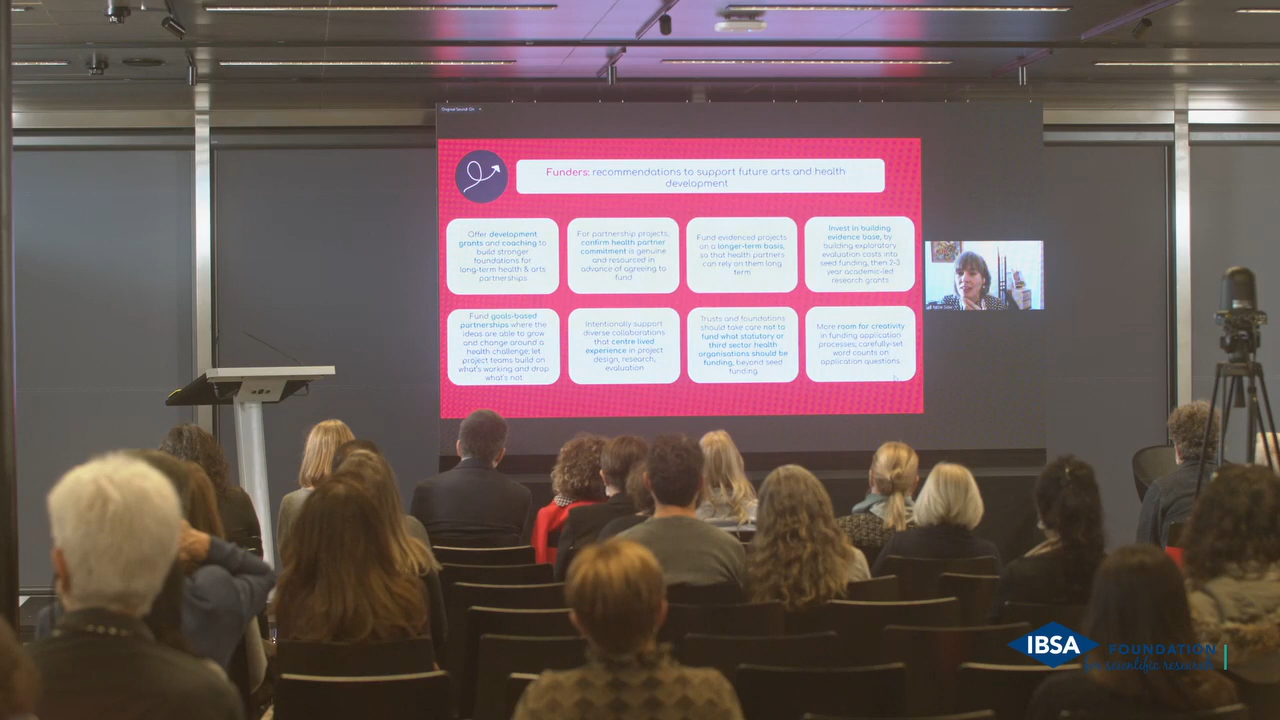 Original Sound: On
Funders: recommendations to support future arts and health
development
Offer development
grants and coaching to
build stronger
foundations for
long-term health & arts
partnerships
For partnership projects,
confirm health partner
commitment is genuine
and resourced in
advance of agreeing to
fund
Fund evidenced projects
on a longer-term basis,
so that health partners
can rely on them long
term
Invest in building
evidence base, by
building exploratory
evaluation costs into
seed funding, then 2-3
year academic-led
research grants
Fund goals-based
partnerships where the
ideas are able to grow
and change around a
health challenge; let
project teams build on
what's working and drop
what's not
Intentionally support
diverse collaborations
that centre lived
experience in project
design, research,
evaluation
Trusts and foundations
should take care not to
fund what statutory or
third sector health
organisations should be
funding, beyond seed
funding.
More room for creativity
in funding application
processes; carefully-set
word counts on
application questions
IBSA FOUNDATION
for scientific research